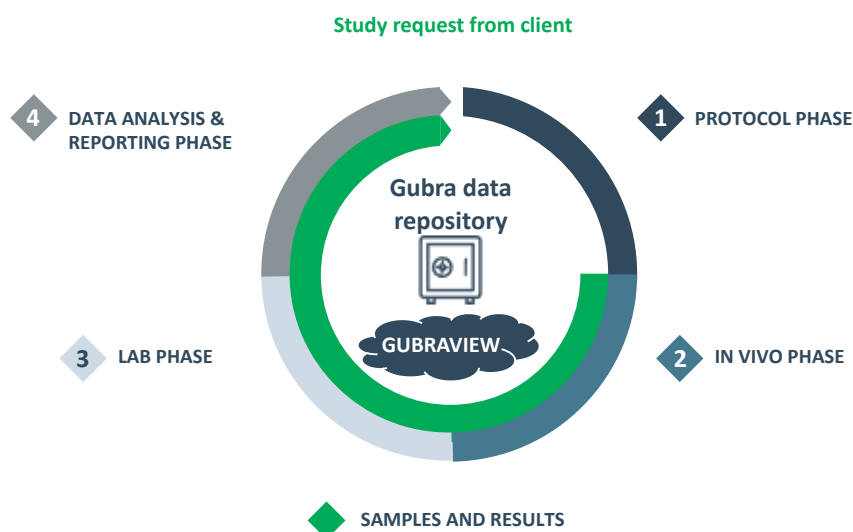 Study request from client
4
DATA ANALYSIS &
REPORTING PHASE
1
PROTOCOL PHASE
Gubra data
repository
GUBRAVIEW
3
LAB PHASE
2
IN VIVO PHASE
SAMPLES AND RESULTS